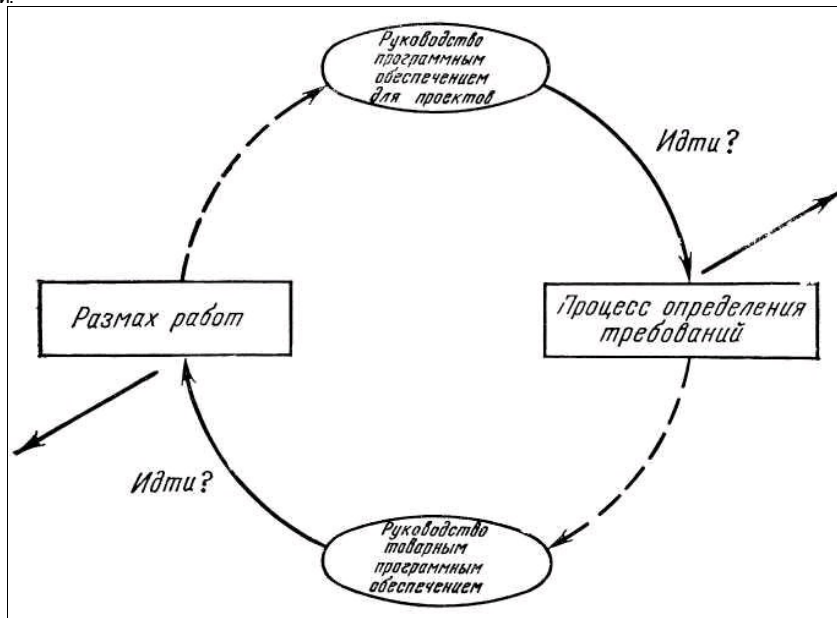 Руководство
программным
обеспечением
для проектов
Идти?
Размах работ
Процесс определения
требований
Идти?
Руководство
товарным
программным
обеспечением